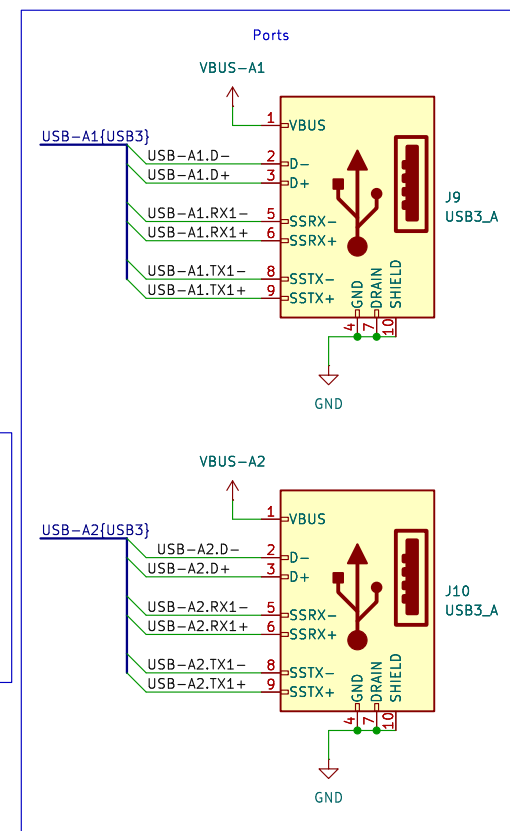 Ports
VBUS-A1
USB-A1{USB3}
1 VBUS
USB-A1.D- 2 D-
USB-A1.D+ 3 D+
USB-A1.RX1- 5 SSRX-
USB-A1.RX1+ 6 SSRX+
USB-A1.TX1- 8 SSTX-
USB-A1.TX1+ 9 SSTX+
J9
USB3_A
GND DRAIN SHIELD
4 7 10
GND
VBUS-A2
USB-A2{USB3}
1 VBUS
USB-A2.D- 2 D-
USB-A2.D+ 3 D+
USB-A2.RX1- 5 SSRX-
USB-A2.RX1+ 6 SSRX+
USB-A2.TX1- 8 SSTX-
USB-A2.TX1+ 9 SSTX+
J10
USB3_A
GND DRAIN SHIELD
4 7 10
GND